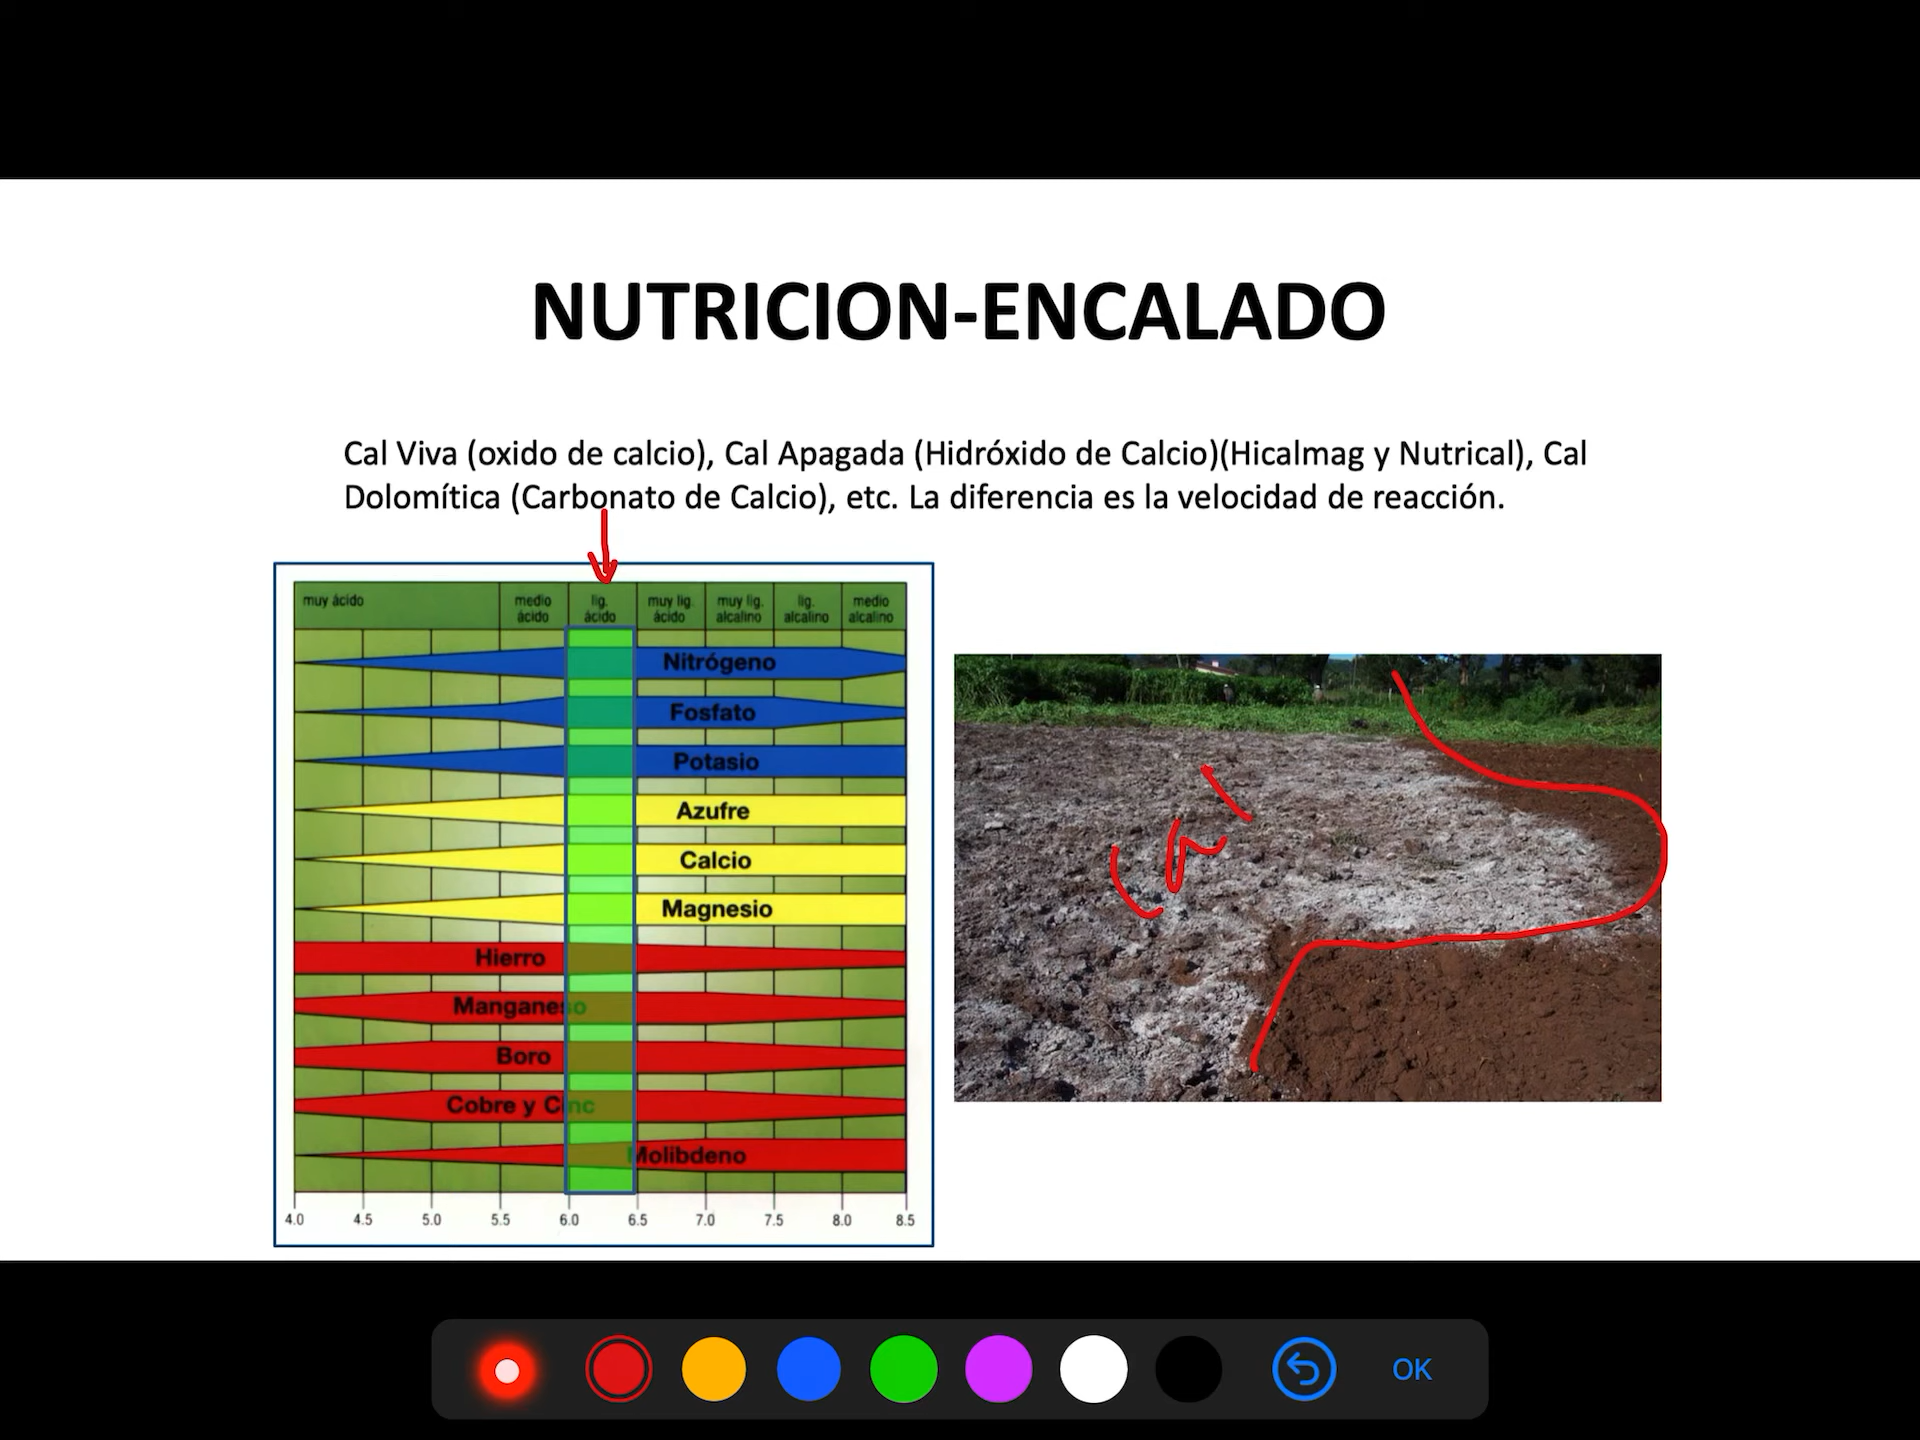 NUTRICION-ENCALADO
Cal Viva (oxido de calcio), Cal Apagada (Hidróxido de Calcio)(Hicalmag y Nutrical), Cal
Dolomítica (Carbonato de Calcio), etc. La diferencia es la velocidad de reacción.
muy ácido
medio ácido
lig. ácido
muy lig. ácido
muy lig. alcalino
lig. alcalino
medio alcalino
Nitrógeno
Fosfato
Potasio
Azufre
Calcio
Magnesio
Hierro
Manganeso
Boro
Cobre y Cinc
Molibdeno
4.0 4.5 5.0 5.5 6.0 6.5 7.0 7.5 8.0 8.5
OK